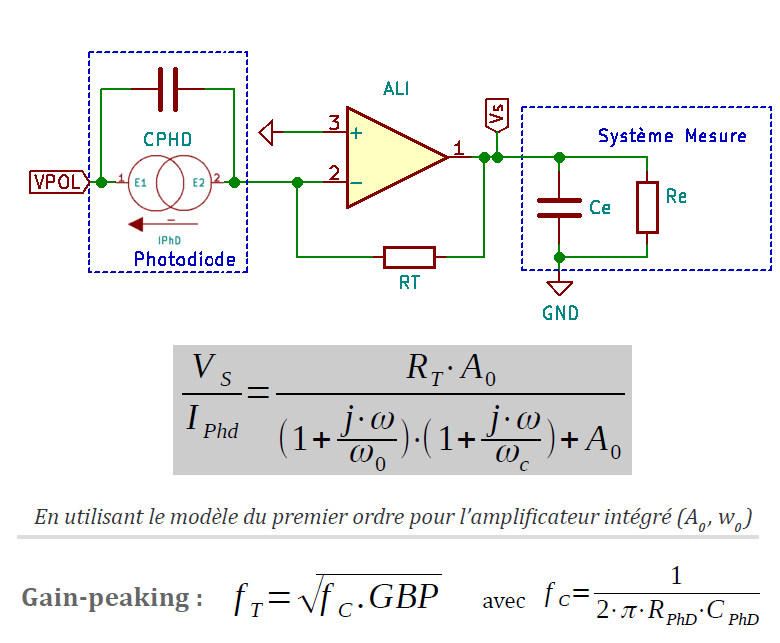 ALI
Vs
3
+
1
2
−
CPHD
VPOL
1
E1
E2
2
−
IPhD
Photodiode
RT
Système Mesure
Ce
Re
GND
V_S / I_Phd = R_T · A_0 / ((1 + j·ω/ω_0)·(1 + j·ω/ω_c) + A_0)
En utilisant le modèle du premier ordre pour l'amplificateur intégré (A_0, w_0)
Gain-peaking : f_T = √(f_C . GBP) avec f_C = 1 / (2·π·R_PhD·C_PhD)